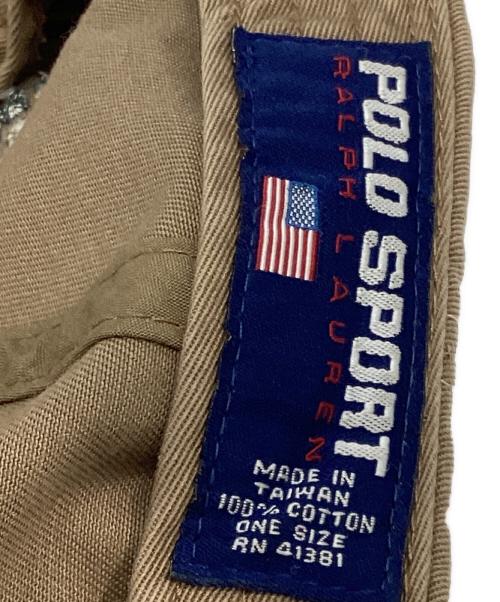 POLO SPORT
RALPH LAUREN
MADE IN
TAIWAN
100% COTTON
ONE SIZE
RN 41381